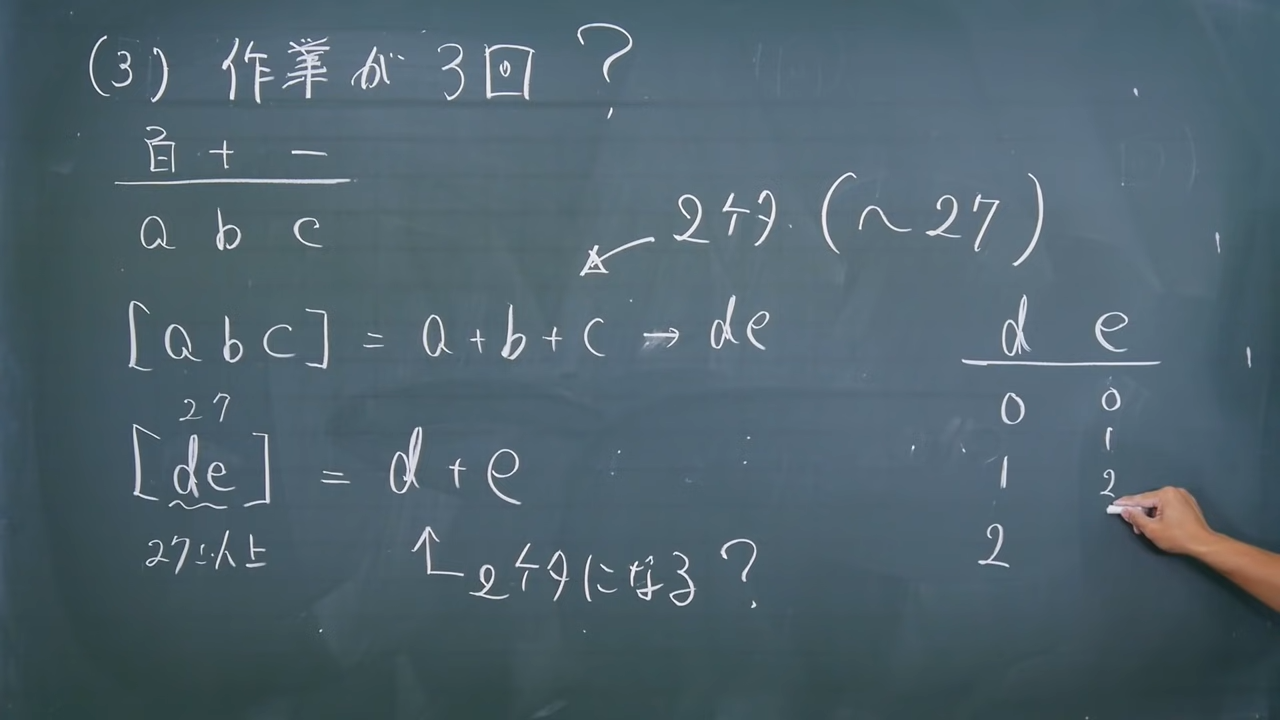 (3) 作業が3回?
百 十 一
a b c
2ケタ. (~27)
[a b c] = a + b + c → de
27
[de] = d + e
27以上
2ケタになる?
d e
0 0
1
1 2
2